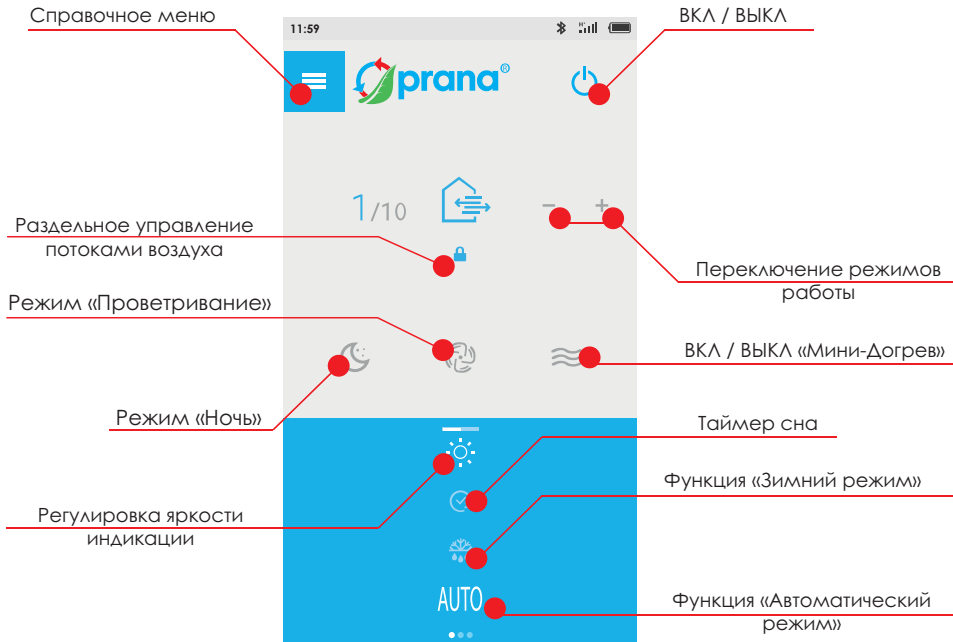 Справочное меню
ВКЛ / ВЫКЛ
11:59
prana®
1/10
- +
Раздельное управление
потоками воздуха
Переключение режимов
работы
Режим «Проветривание»
ВКЛ / ВЫКЛ «Мини-Догрев»
Режим «Ночь»
Таймер сна
Функция «Зимний режим»
Регулировка яркости
индикации
AUTO
Функция «Автоматический
режим»